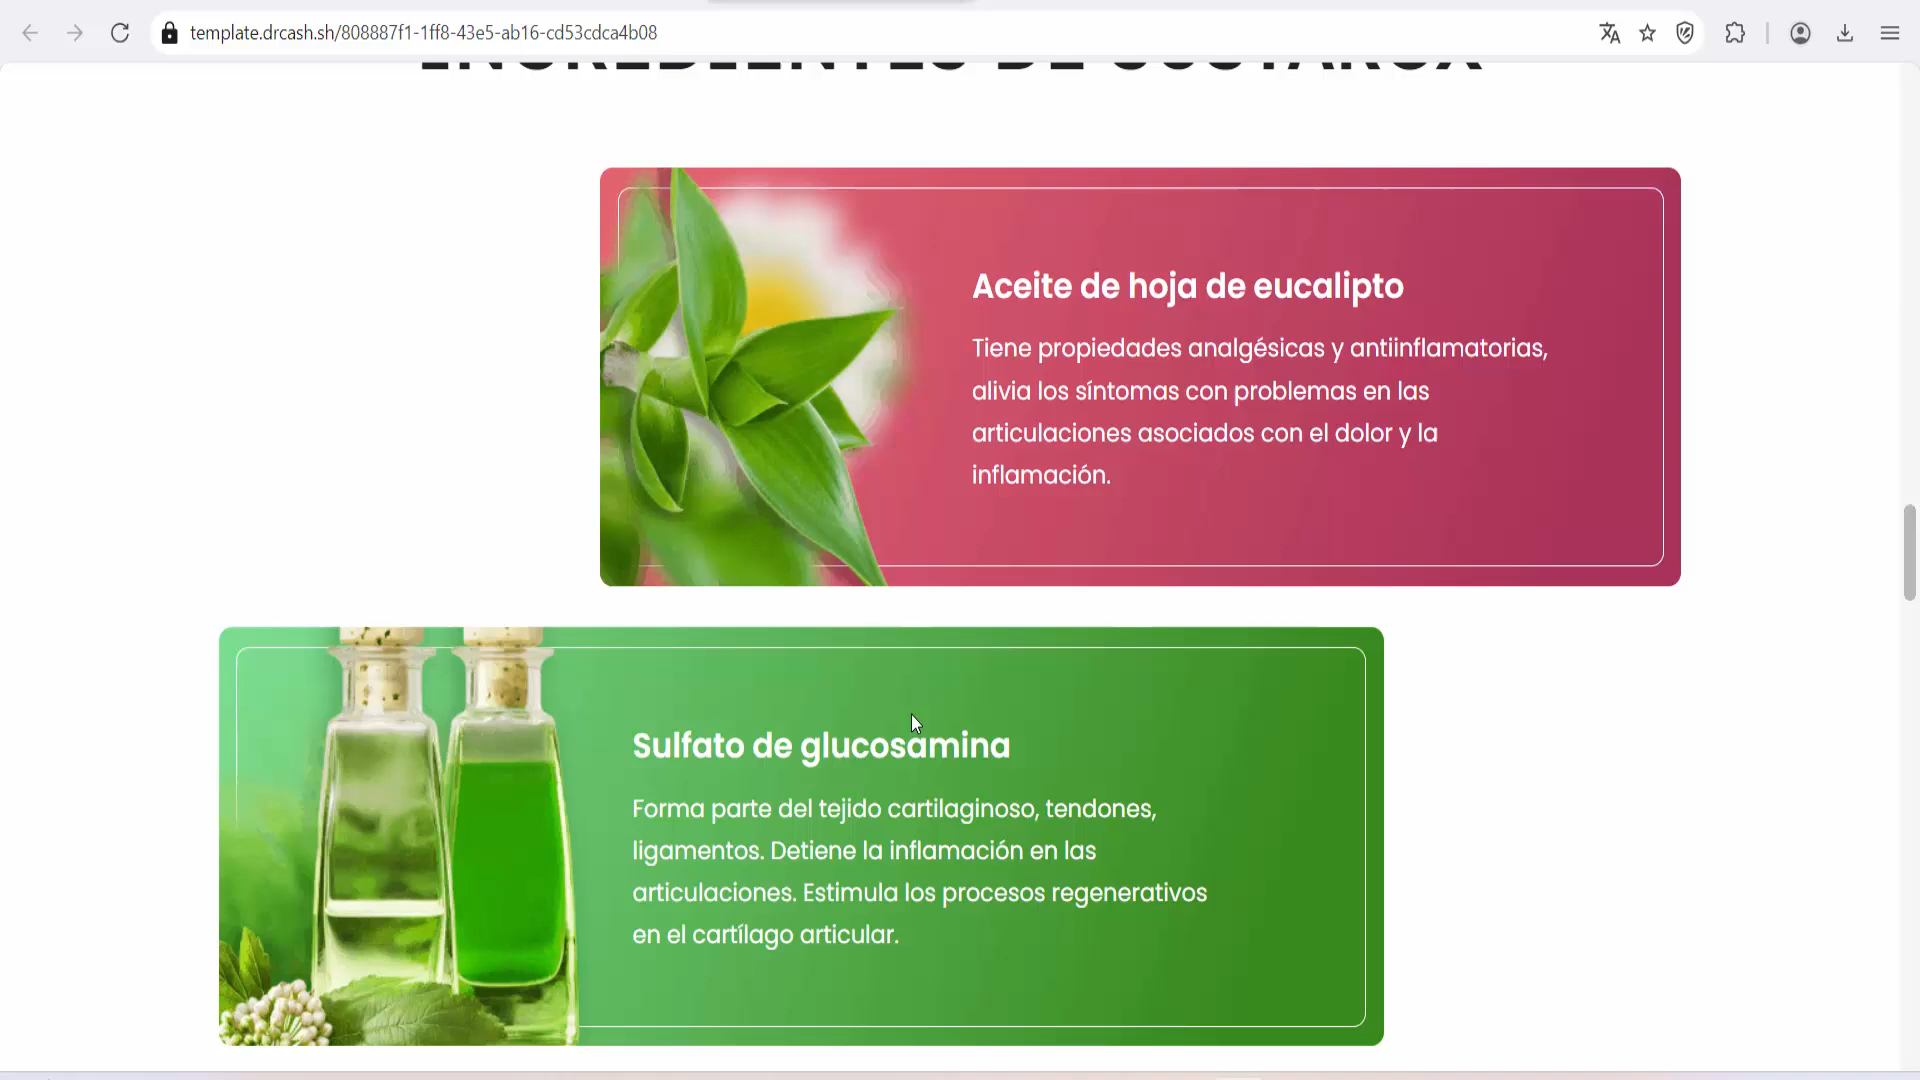 template.drcash.sh/808887f1-1ff8-43e5-ab16-cd53cdca4b08
INGREDIENTES DE
Aceite de hoja de eucalipto
Tiene propiedades analgésicas y antiinflamatorias,
alivia los síntomas con problemas en las
articulaciones asociados con el dolor y la
inflamación.
Sulfato de glucosamina
Forma parte del tejido cartilaginoso, tendones,
ligamentos. Detiene la inflamación en las
articulaciones. Estimula los procesos regenerativos
en el cartílago articular.